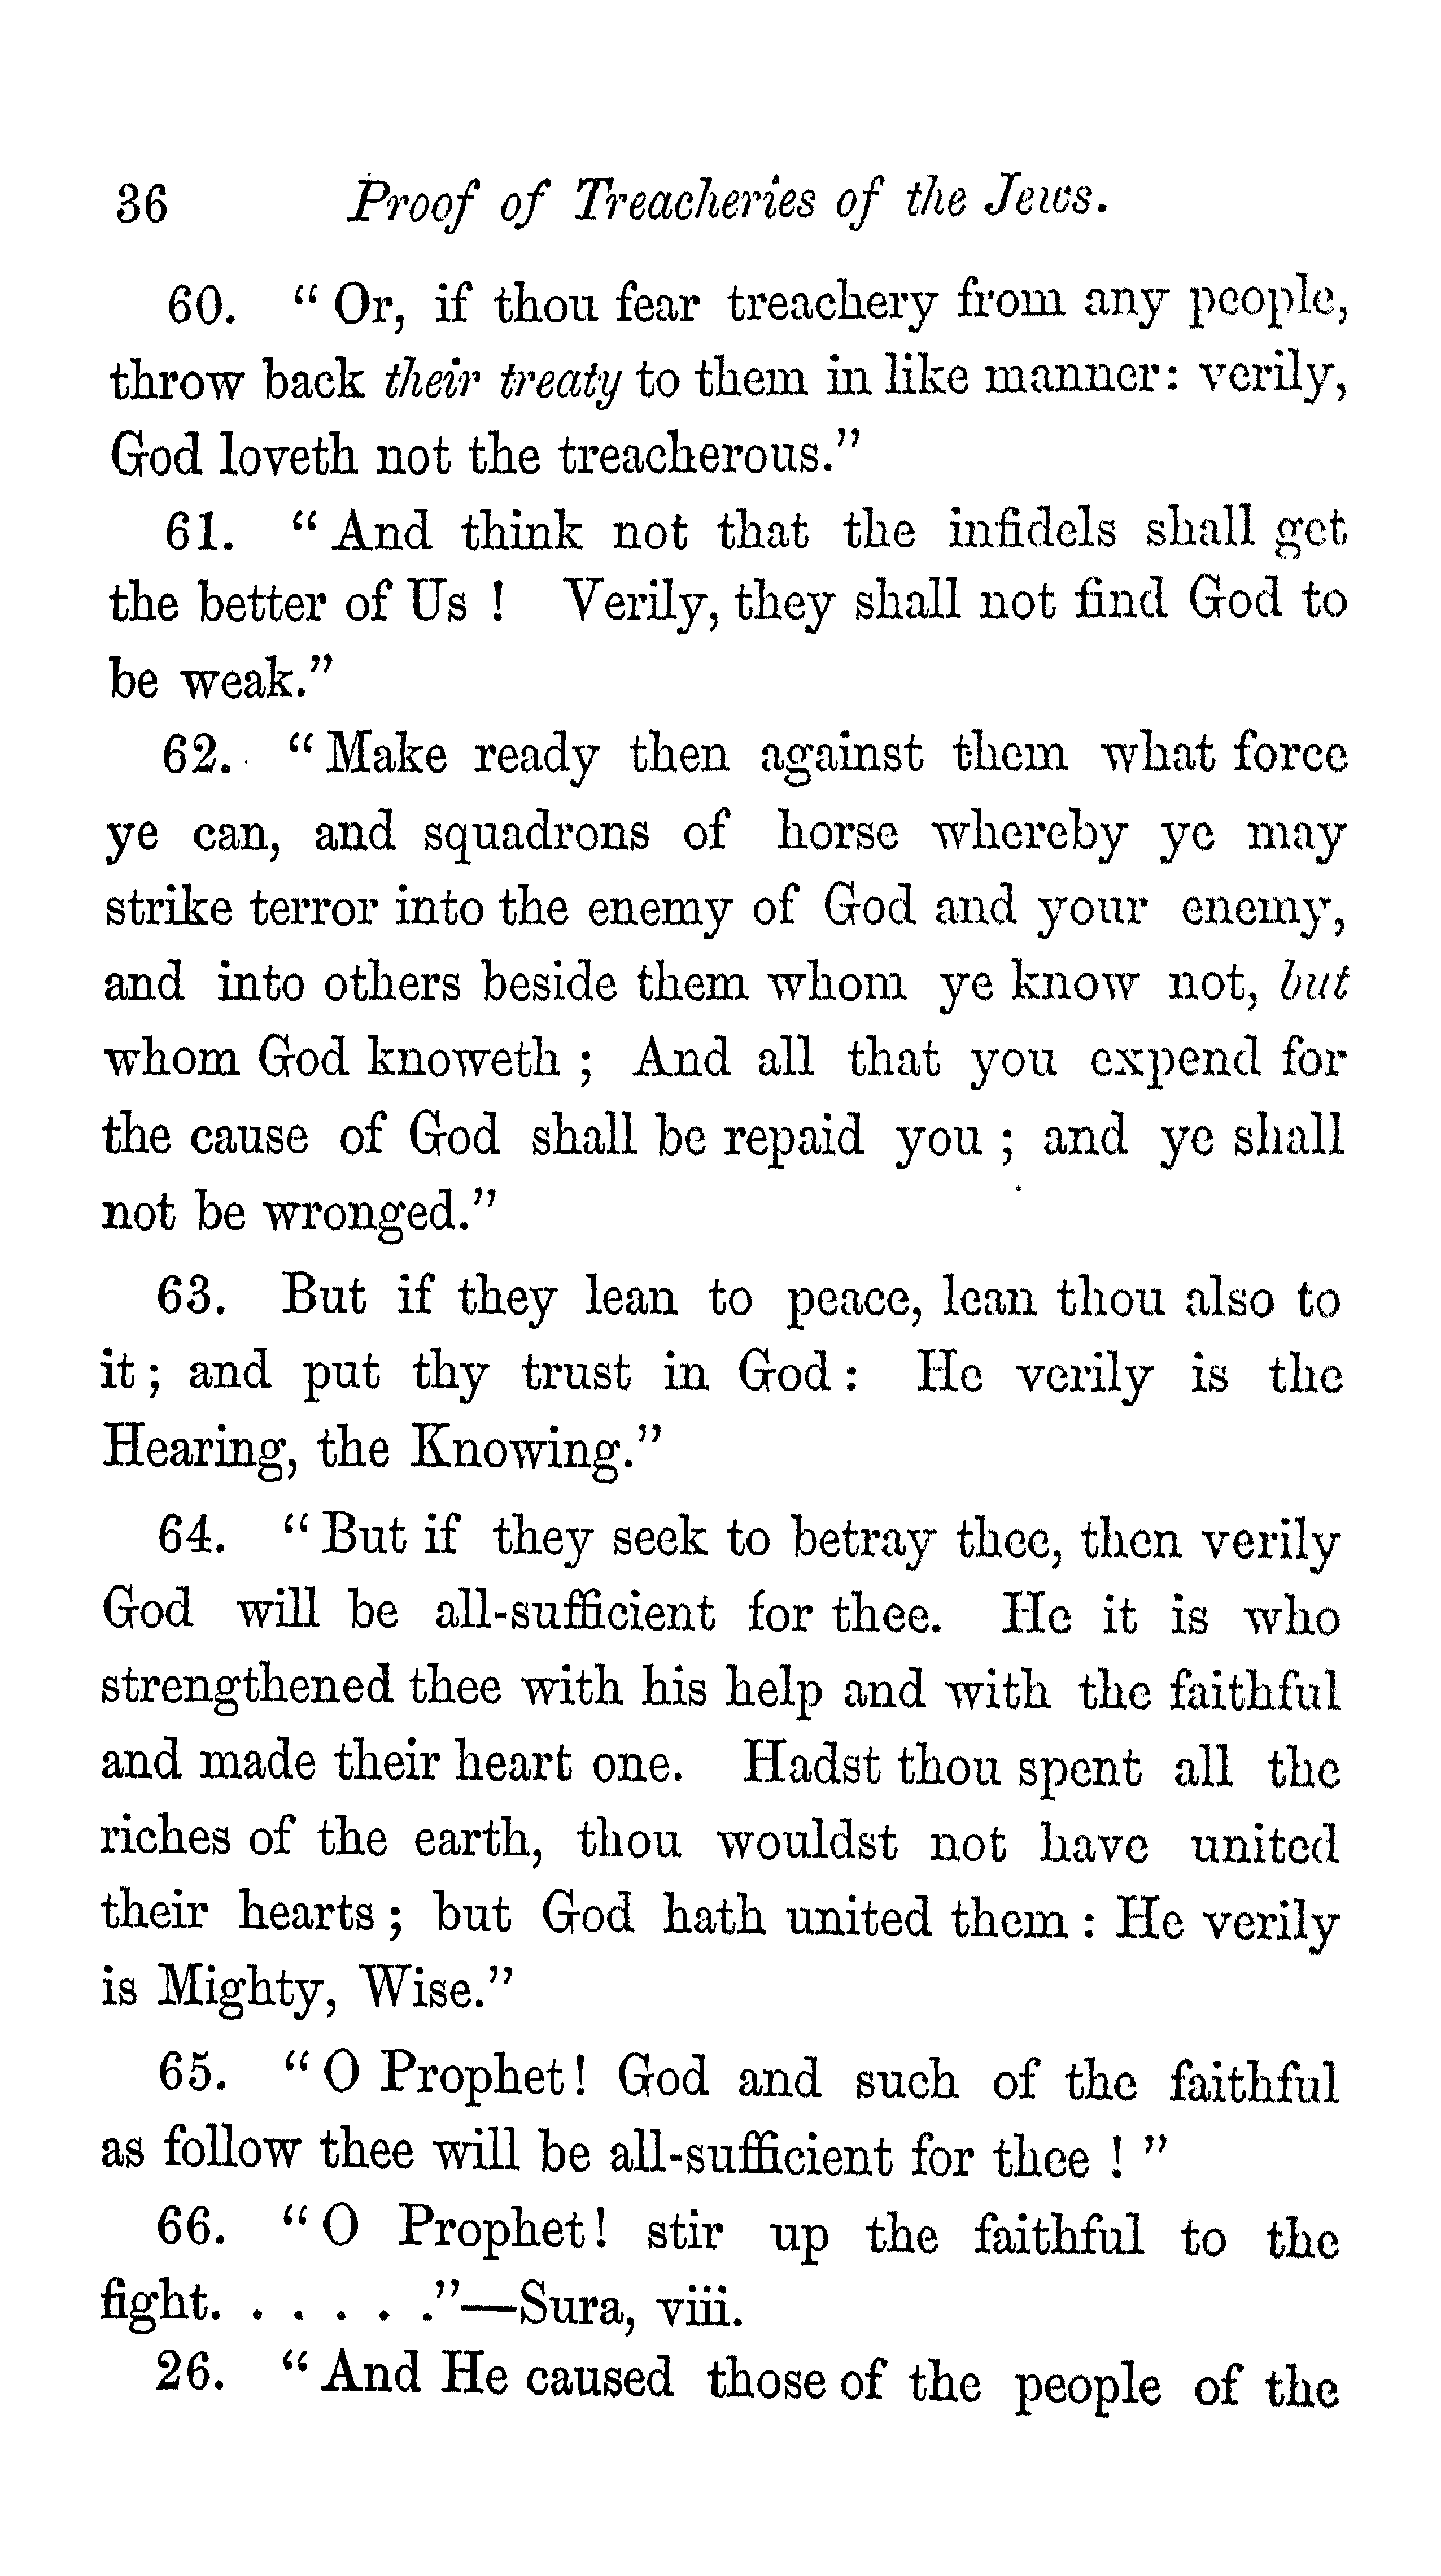 36 Proof of Treacheries of the Jews.
60. “Or, if thou fear treachery from any people,
throw back their treaty to them in like manner: verily,
God loveth not the treacherous.”
61. “And think not that the infidels shall get
the better of Us ! Verily, they shall not find God to
be weak.”
62. “Make ready then against them what force
ye can, and squadrons of horse whereby ye may
strike terror into the enemy of God and your enemy,
and into others beside them whom ye know not, but
whom God knoweth ; And all that you expend for
the cause of God shall be repaid you ; and ye shall
not be wronged.”
63. But if they lean to peace, lean thou also to
it ; and put thy trust in God : He verily is the
Hearing, the Knowing.”
64. “But if they seek to betray thee, then verily
God will be all-sufficient for thee. He it is who
strengthened thee with his help and with the faithful
and made their heart one. Hadst thou spent all the
riches of the earth, thou wouldst not have united
their hearts ; but God hath united them : He verily
is Mighty, Wise.”
65. “O Prophet! God and such of the faithful
as follow thee will be all-sufficient for thee ! ”
66. “O Prophet! stir up the faithful to the
fight. . . . . .”—Sura, viii.
26. “And He caused those of the people of the